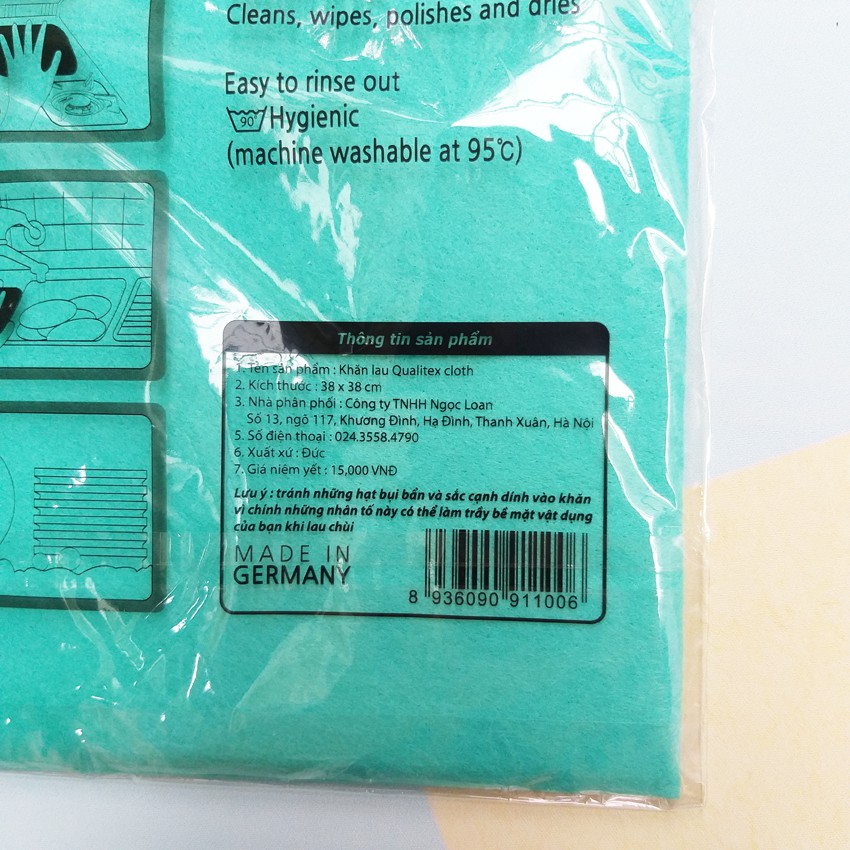 Cleans, wipes, polishes and dries
Easy to rinse out
90° Hygienic
(machine washable at 95℃)
Thông tin sản phẩm
1. Tên sản phẩm : Khăn lau Qualitex cloth
2. Kích thước : 38 x 38 cm
3. Nhà phân phối : Công ty TNHH Ngọc Loan
Số 13, ngõ 117, Khương Đình, Hạ Đình, Thanh Xuân, Hà Nội
5. Số điện thoại : 024.3558.4790
6. Xuất xứ : Đức
7. Giá niêm yết : 15,000 VNĐ
Lưu ý : tránh những hạt bụi bẩn và sắc cạnh dính vào khăn
vì chính những nhân tố này có thể làm trầy bề mặt vật dụng
của bạn khi lau chùi
MADE IN
GERMANY
8 936090 911006